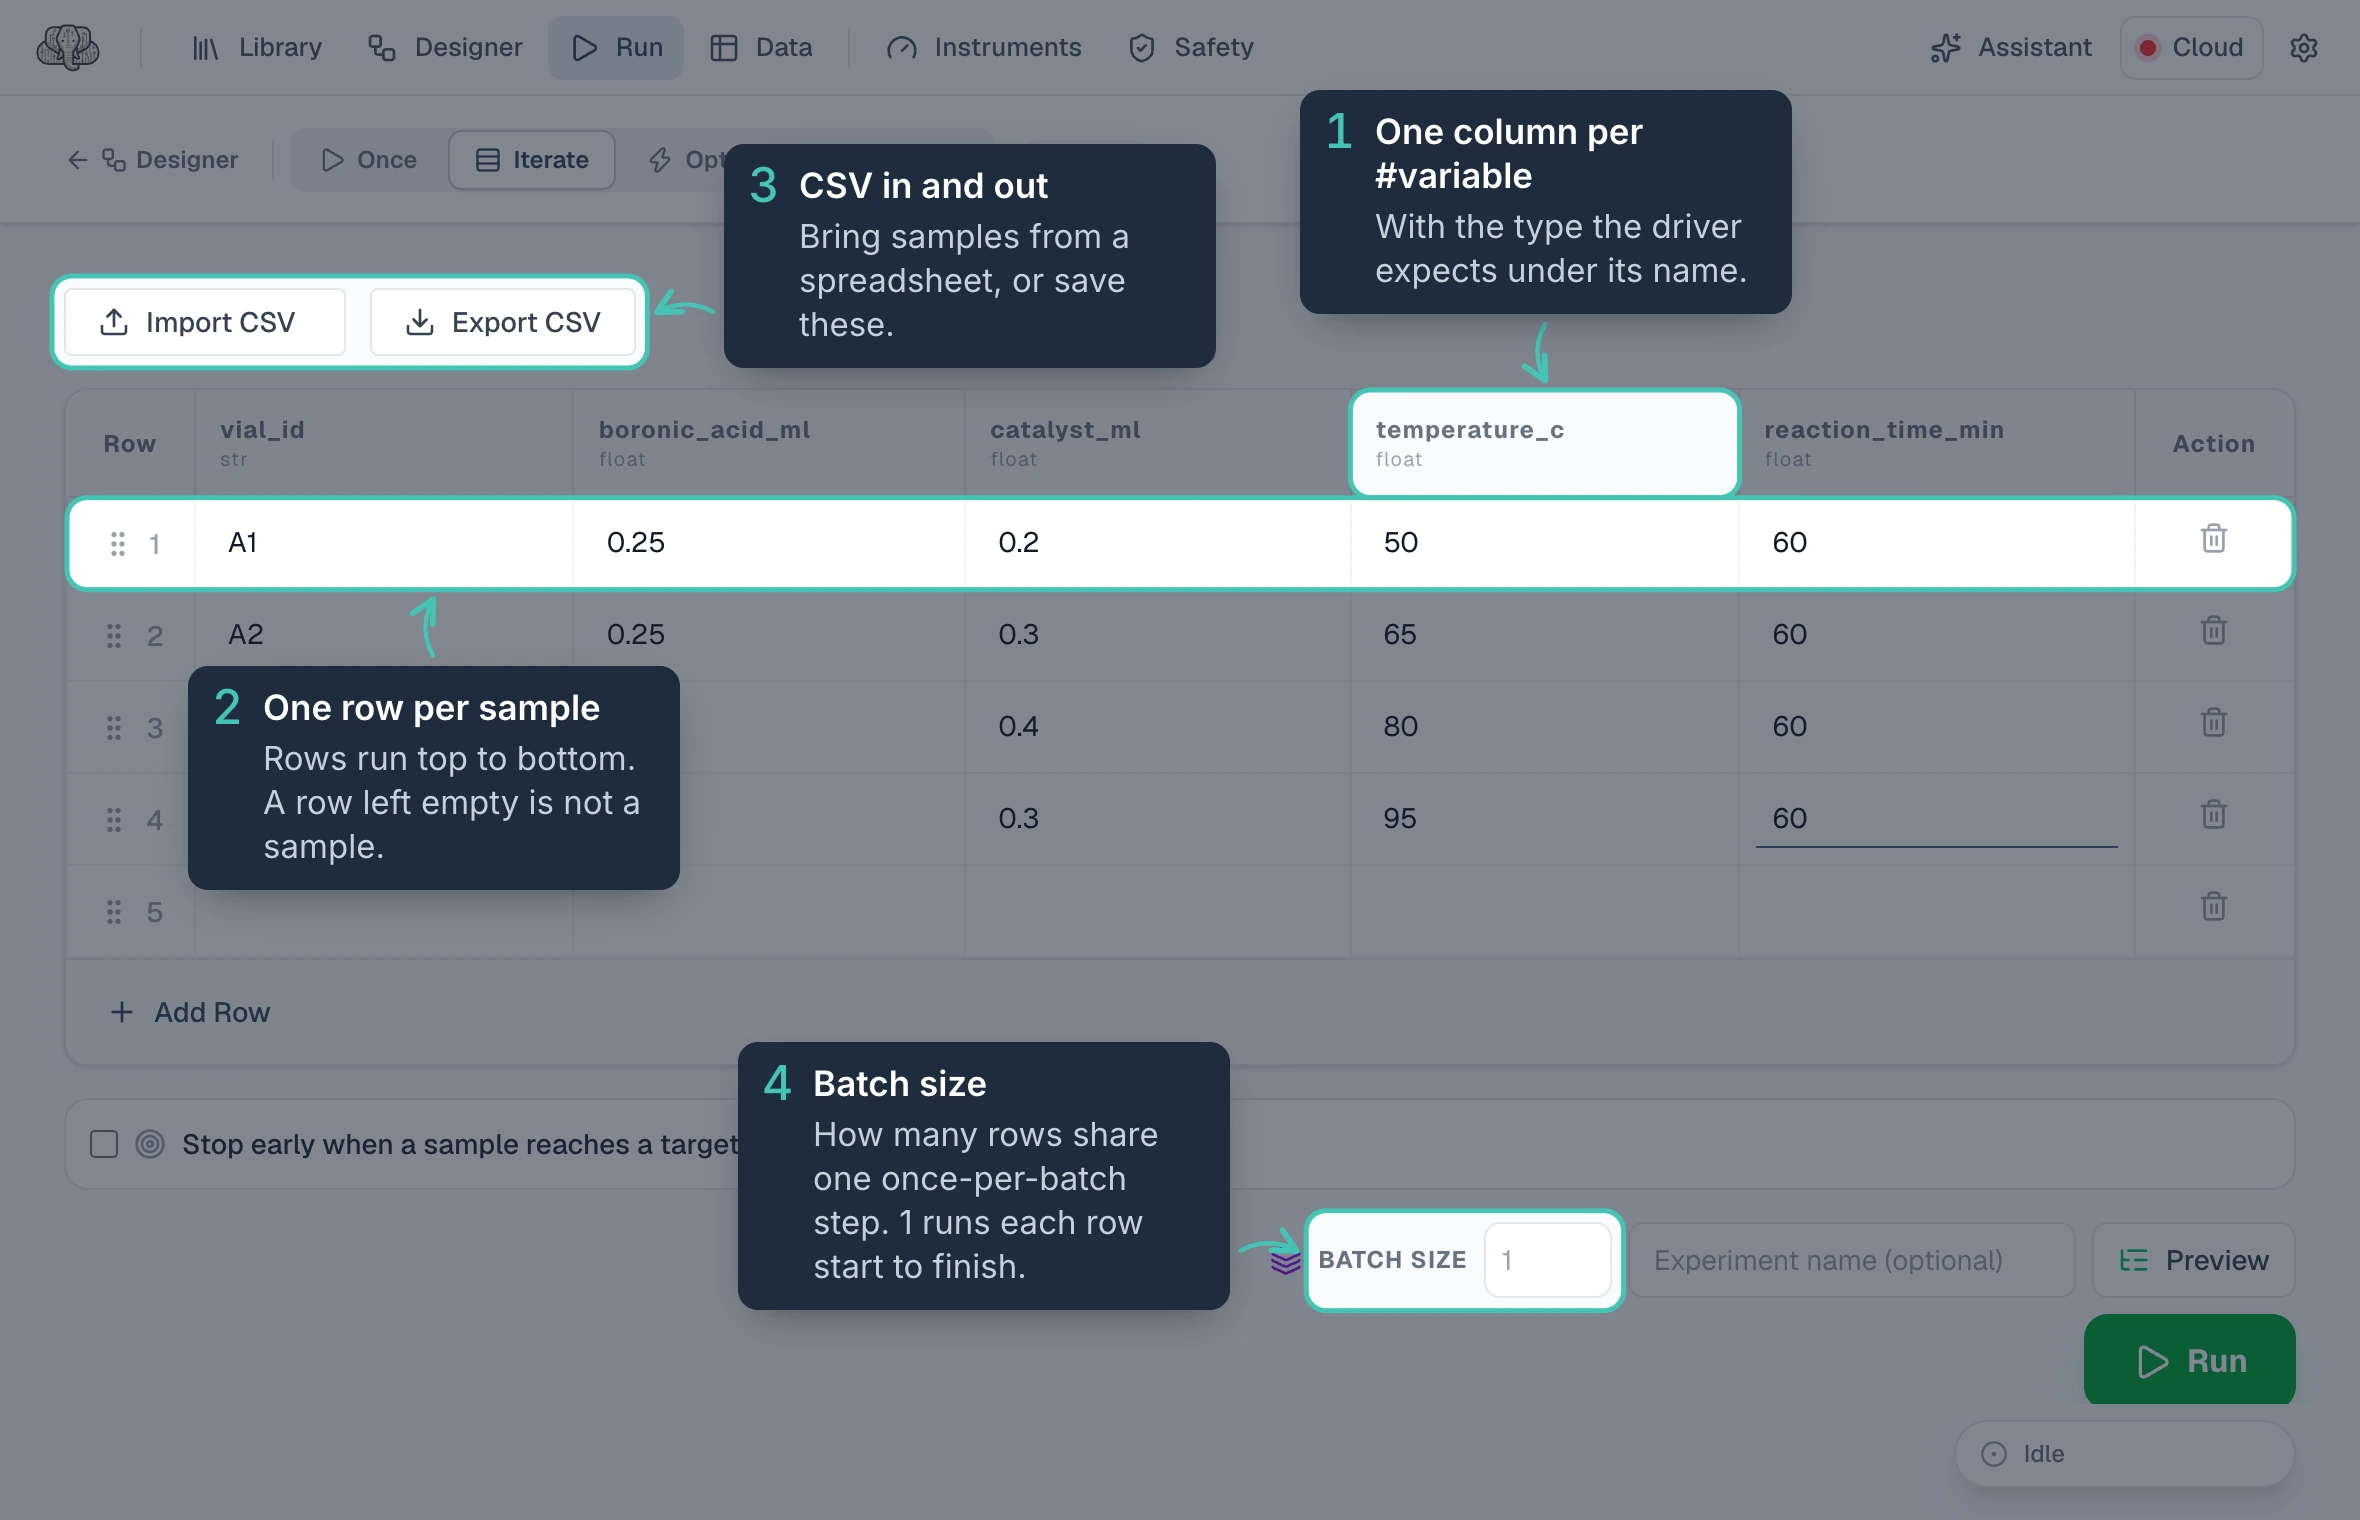 Library
Designer
Run
Data
Instruments
Safety
Assistant
Cloud
Designer
Once
Iterate
1 One column per
#variable
With the type the driver
expects under its name.
3 CSV in and out
Bring samples from a
spreadsheet, or save
these.
Import CSV
Export CSV
Row
vial_id
str
boronic_acid_ml
float
catalyst_ml
float
temperature_c
float
reaction_time_min
float
Action
1 A1 0.25 0.2 50 60
2 A2 0.25 0.3 65 60
3 0.4 80 60
4 0.3 95 60
5
2 One row per sample
Rows run top to bottom.
A row left empty is not a
sample.
Add Row
4 Batch size
How many rows share
one once-per-batch
step. 1 runs each row
start to finish.
Stop early when a sample reaches a target
BATCH SIZE 1
Experiment name (optional)
Preview
Run
Idle